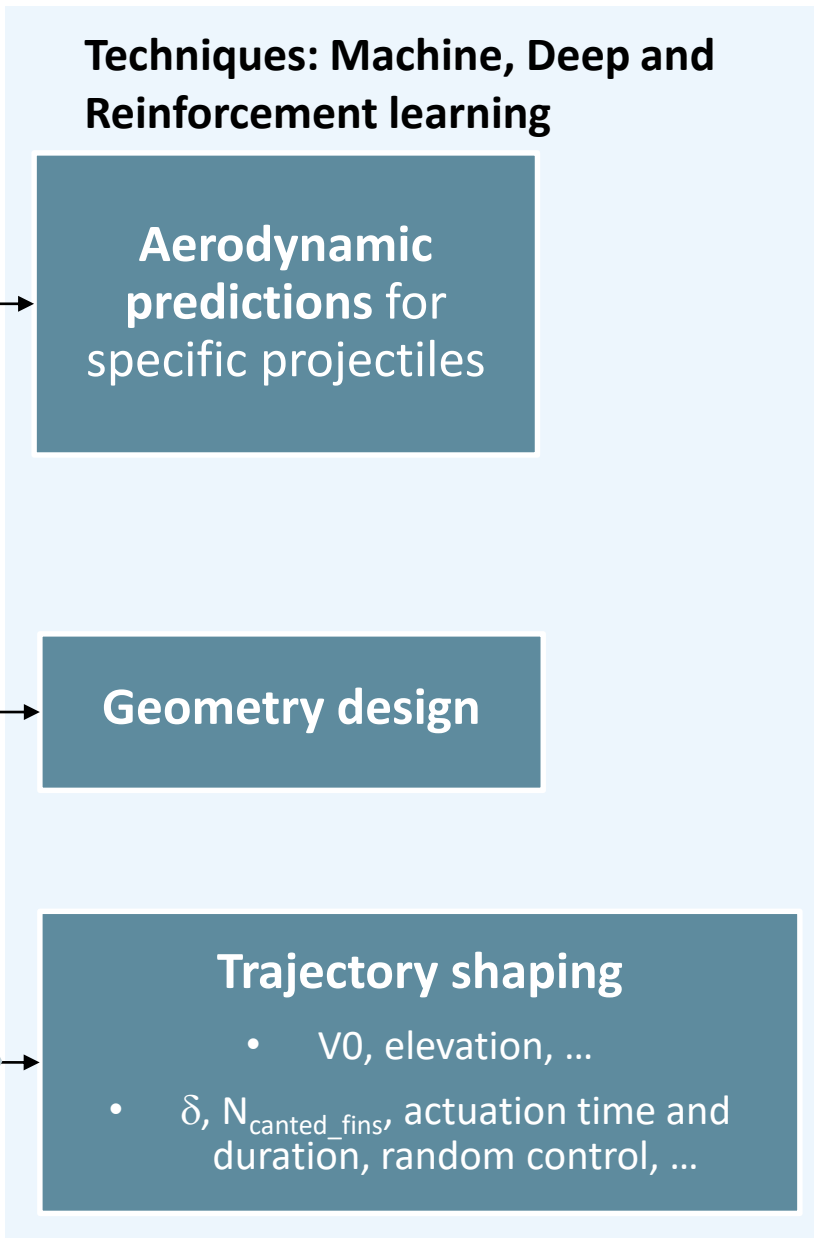 Techniques: Machine, Deep and
Reinforcement learning
Aerodynamic
predictions for
specific projectiles
Geometry design
Trajectory shaping
• V0, elevation, …
• δ, N_canted_fins, actuation time and
duration, random control, …